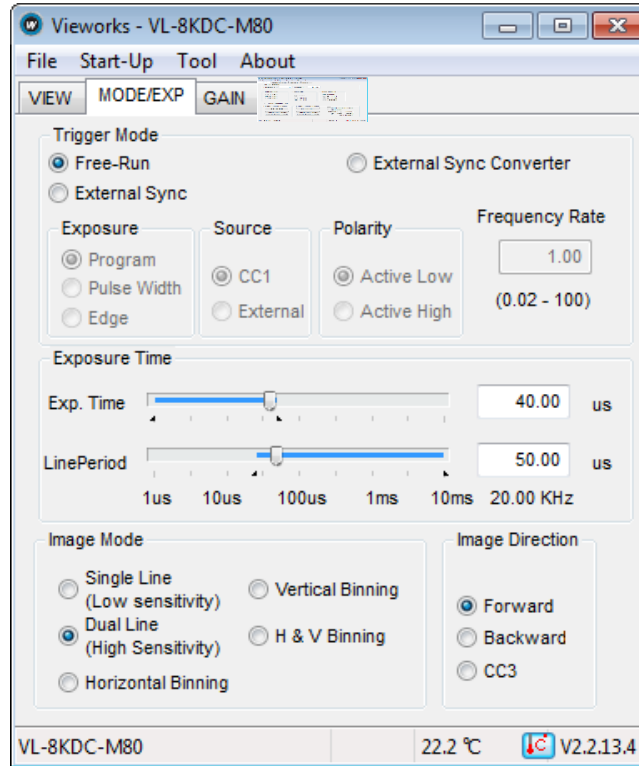 Vieworks - VL-8KDC-M80
File Start-Up Tool About
VIEW MODE/EXP GAIN
Trigger Mode
Free-Run External Sync Converter
External Sync
Exposure Source Polarity Frequency Rate
Program CC1 Active Low 1.00
Pulse Width External Active High (0.02 - 100)
Edge
Exposure Time
Exp. Time 40.00 us
LinePeriod 50.00 us
1us 10us 100us 1ms 10ms 20.00 KHz
Image Mode Image Direction
Single Line
(Low sensitivity)
Vertical Binning
Forward
Dual Line
(High Sensitivity)
H & V Binning
Backward
Horizontal Binning
CC3
VL-8KDC-M80 22.2 ℃ V2.2.13.4